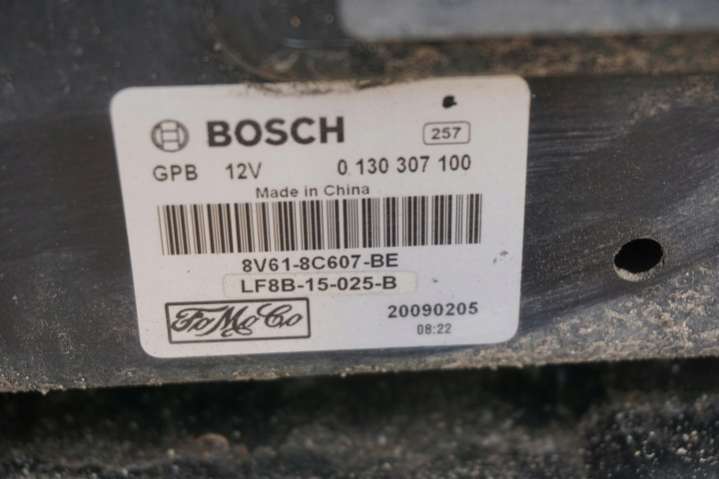 BOSCH 257
GPB 12V 0 130 307 100
Made in China
8V61-8C607-BE
LF8B-15-025-B
FoMoCo 20090205
08:22